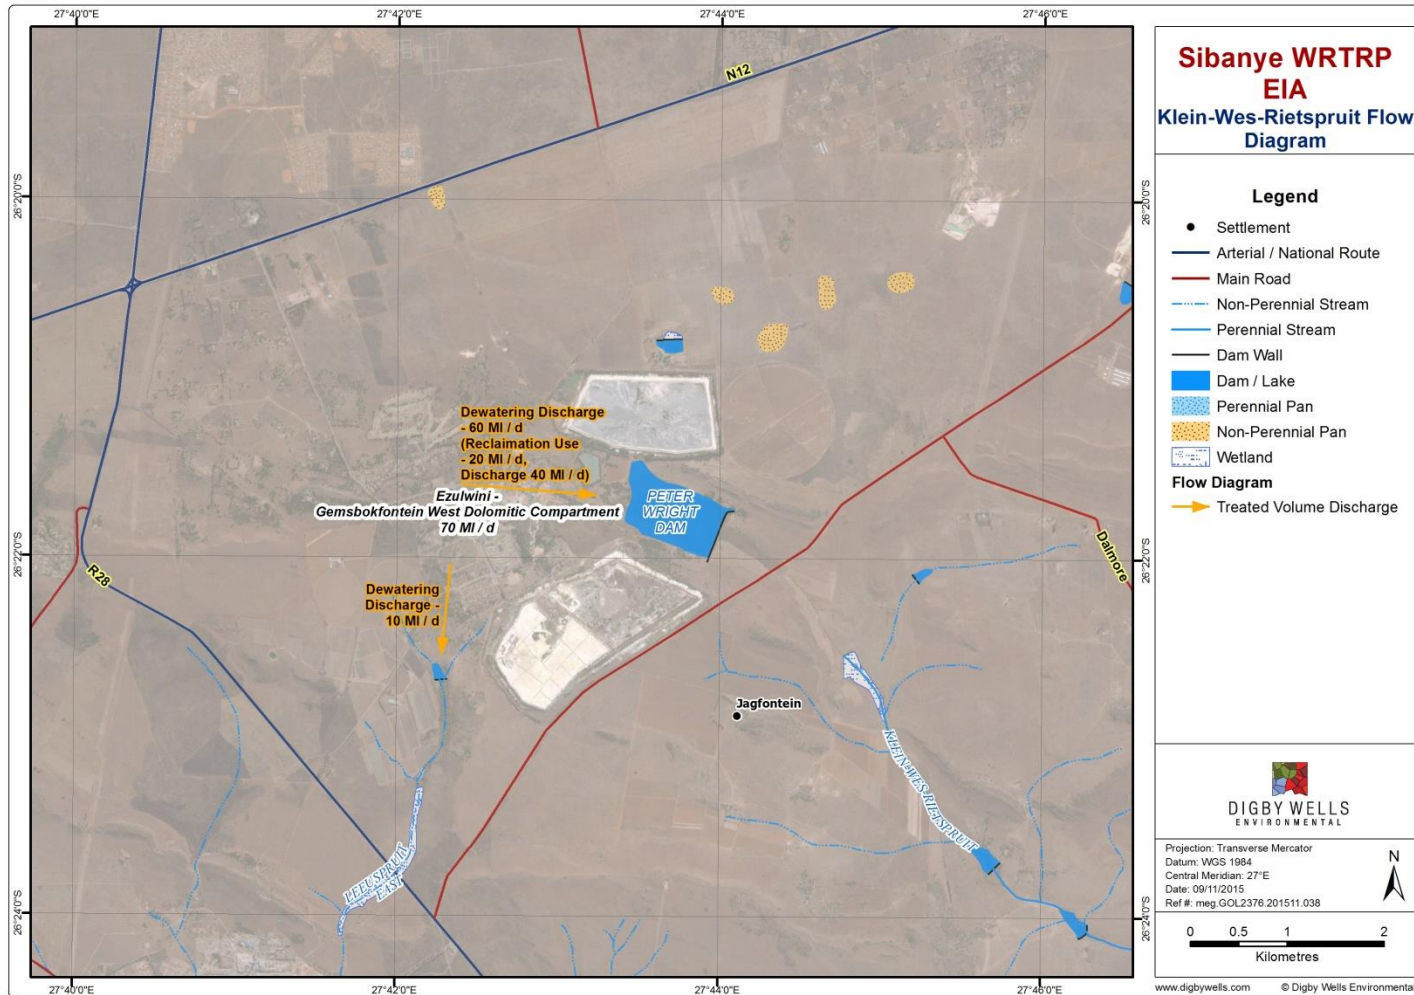 27°40'0"E
27°42'0"E
27°44'0"E
27°46'0"E
26°20'0"S
26°20'0"S
26°22'0"S
26°22'0"S
26°24'0"S
26°24'0"S
N12
Dewatering Discharge
- 60 Ml / d
(Reclaimation Use
- 20 Ml / d,
Discharge 40 Ml / d)
Ezulwini -
Gemsbokfontein West Dolomitic Compartment
70 Ml / d
PETER
WRIGHT
DAM
R28
Dalmore
Dewatering
Discharge -
10 Ml / d
Jagfontein
KLEIN-WES-RIETSPRUIT
LEEUSPRUIT
EAST
27°40'0"E
27°42'0"E
27°44'0"E
27°46'0"E
Sibanye WRTRP
EIA
Klein-Wes-Rietspruit Flow
Diagram
Legend
Settlement
Arterial / National Route
Main Road
Non-Perennial Stream
Perennial Stream
Dam Wall
Dam / Lake
Perennial Pan
Non-Perennial Pan
Wetland
Flow Diagram
Treated Volume Discharge
DIGBY WELLS
ENVIRONMENTAL
Projection: Transverse Mercator
Datum: WGS 1984
Central Meridian: 27°E
Date: 09/11/2015
Ref #: meg.GOL2376.201511.038
N
0 0.5 1 2
Kilometres
www.digbywells.com © Digby Wells Environmental